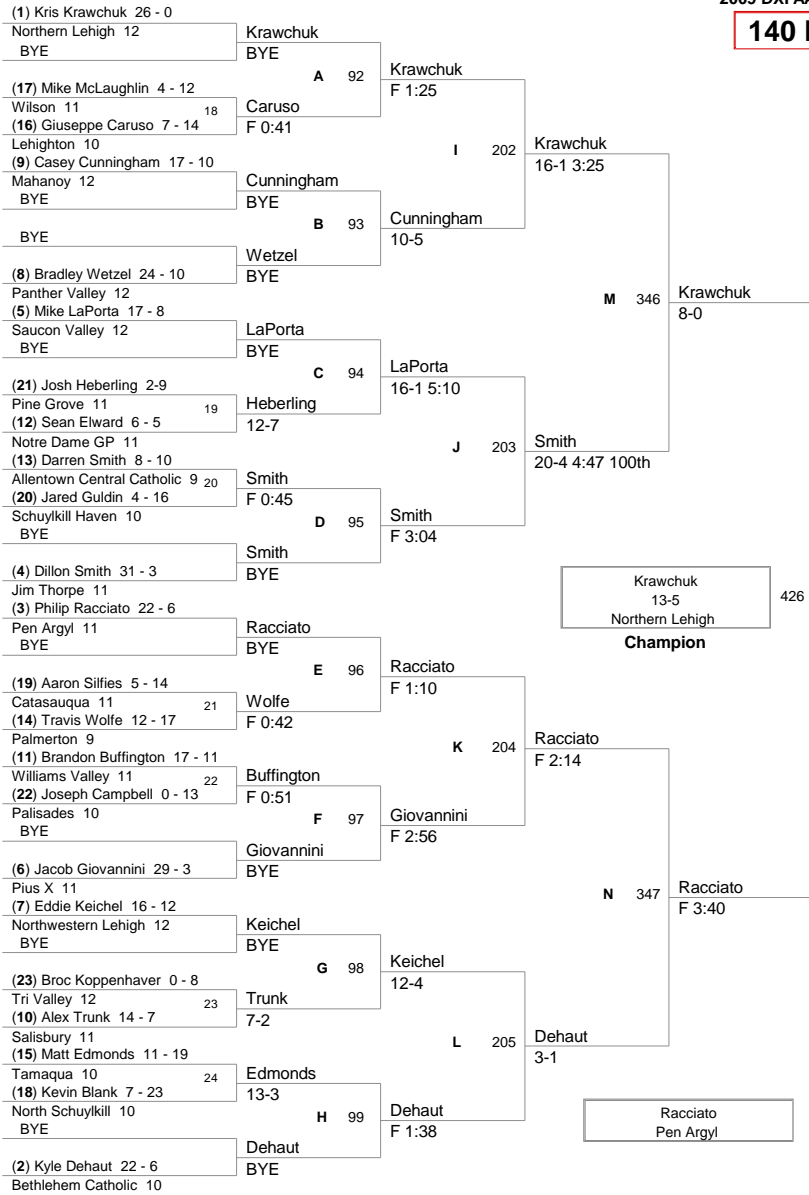 2009 DXI AA
140 l
(1) Kris Krawchuk 26 - 0
Northern Lehigh 12
BYE
(17) Mike McLaughlin 4 - 12
Wilson 11
18
(16) Giuseppe Caruso 7 - 14
Lehighton 10
(9) Casey Cunningham 17 - 10
Mahanoy 12
BYE
BYE
(8) Bradley Wetzel 24 - 10
Panther Valley 12
(5) Mike LaPorta 17 - 8
Saucon Valley 12
BYE
(21) Josh Heberling 2-9
Pine Grove 11
19
(12) Sean Elward 6 - 5
Notre Dame GP 11
(13) Darren Smith 8 - 10
Allentown Central Catholic 9
20
(20) Jared Guldin 4 - 16
Schuylkill Haven 10
BYE
(4) Dillon Smith 31 - 3
Jim Thorpe 11
(3) Philip Racciato 22 - 6
Pen Argyl 11
BYE
(19) Aaron Silfies 5 - 14
Catasauqua 11
21
(14) Travis Wolfe 12 - 17
Palmerton 9
(11) Brandon Buffington 17 - 11
Williams Valley 11
22
(22) Joseph Campbell 0 - 13
Palisades 10
BYE
(6) Jacob Giovannini 29 - 3
Pius X 11
(7) Eddie Keichel 16 - 12
Northwestern Lehigh 12
BYE
(23) Broc Koppenhaver 0 - 8
Tri Valley 12
23
(10) Alex Trunk 14 - 7
Salisbury 11
(15) Matt Edmonds 11 - 19
Tamaqua 10
24
(18) Kevin Blank 7 - 23
North Schuylkill 10
BYE
(2) Kyle Dehaut 22 - 6
Bethlehem Catholic 10
Krawchuk
BYE
A 92
Caruso
F 0:41
Cunningham
BYE
B 93
Wetzel
BYE
LaPorta
BYE
C 94
Heberling
12-7
Smith
F 0:45
D 95
Smith
BYE
Racciato
BYE
E 96
Wolfe
F 0:42
Buffington
F 0:51
F 97
Giovannini
BYE
Keichel
BYE
G 98
Trunk
7-2
Edmonds
13-3
H 99
Dehaut
BYE
Krawchuk
F 1:25
I 202
Cunningham
10-5
LaPorta
16-1 5:10
J 203
Smith
F 3:04
Racciato
F 1:10
K 204
Giovannini
F 2:56
Keichel
12-4
L 205
Dehaut
F 1:38
Krawchuk
16-1 3:25
M 346
Smith
20-4 4:47 100th
Racciato
F 2:14
N 347
Dehaut
3-1
Krawchuk
8-0
Racciato
F 3:40
Krawchuk
13-5
Northern Lehigh
426
Champion
Racciato
Pen Argyl